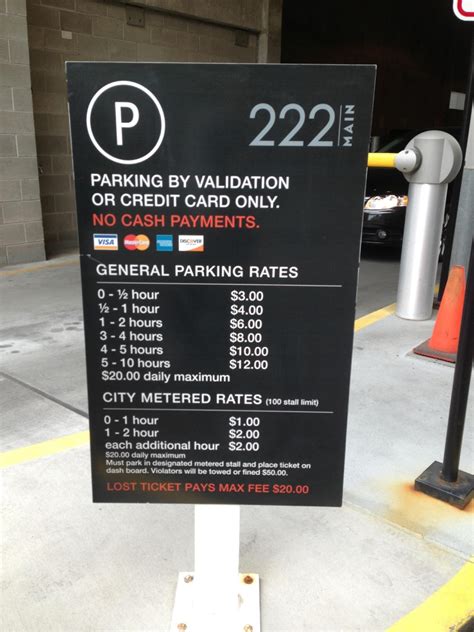 P
222 MAIN
PARKING BY VALIDATION
OR CREDIT CARD ONLY.
NO CASH PAYMENTS.
VISA MasterCard DISCOVER
GENERAL PARKING RATES
0 - ½ hour $3.00
½ - 1 hour $4.00
1 - 2 hours $6.00
3 - 4 hours $8.00
4 - 5 hours $10.00
5 - 10 hours $12.00
$20.00 daily maximum
CITY METERED RATES (100 stall limit)
0 - 1 hour $1.00
1 - 2 hour $2.00
each additional hour $2.00
$20.00 daily maximum
Must park in designated metered stall and place ticket on
dash board. Violators will be towed or fined $50.00.
LOST TICKET PAYS MAX FEE $20.00